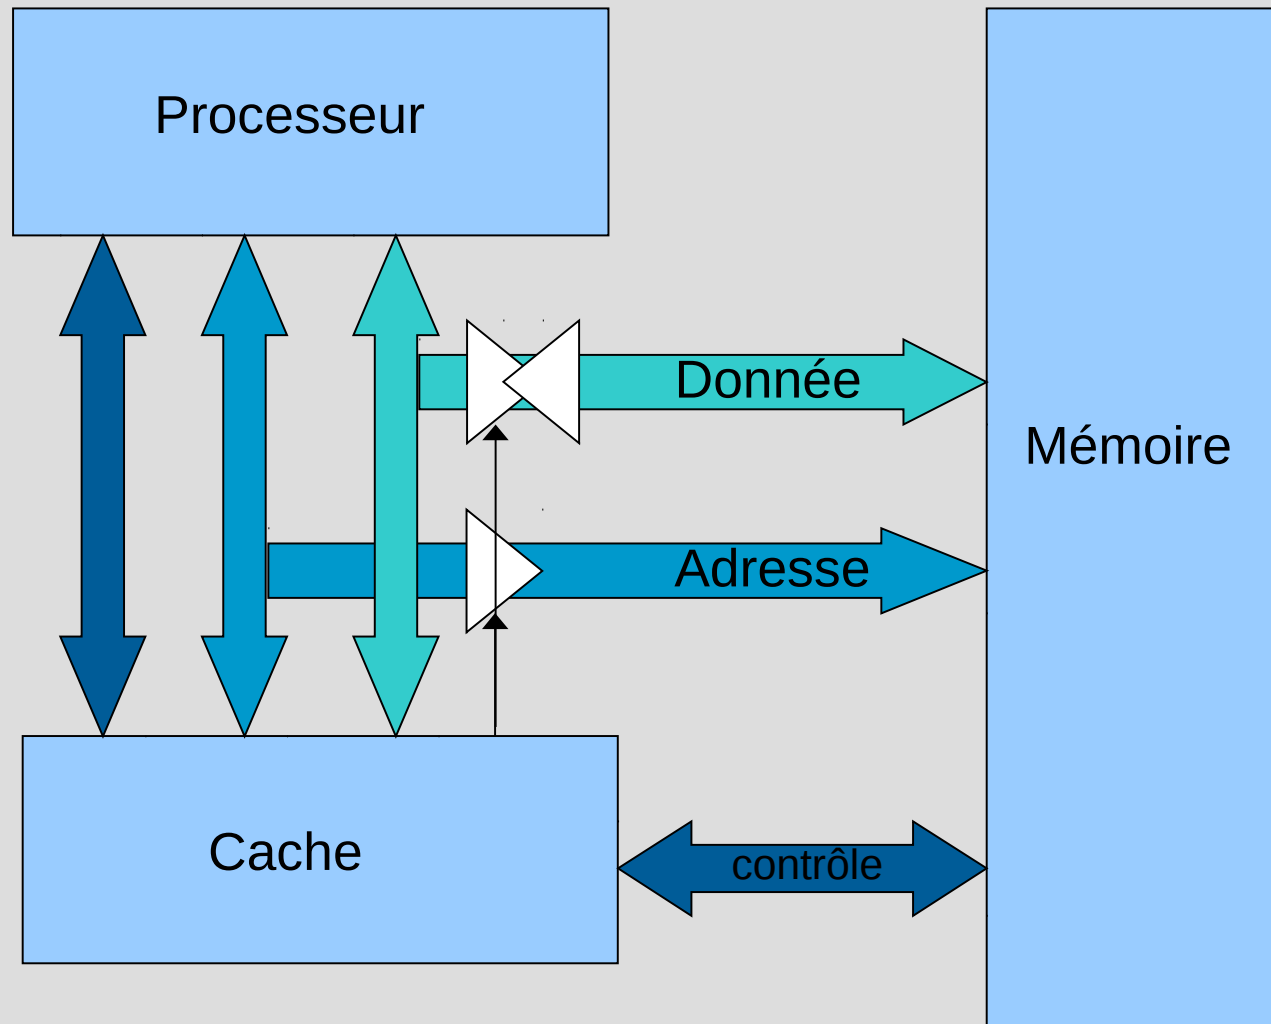 Processeur
Donnée
Mémoire
Adresse
Cache
contrôle